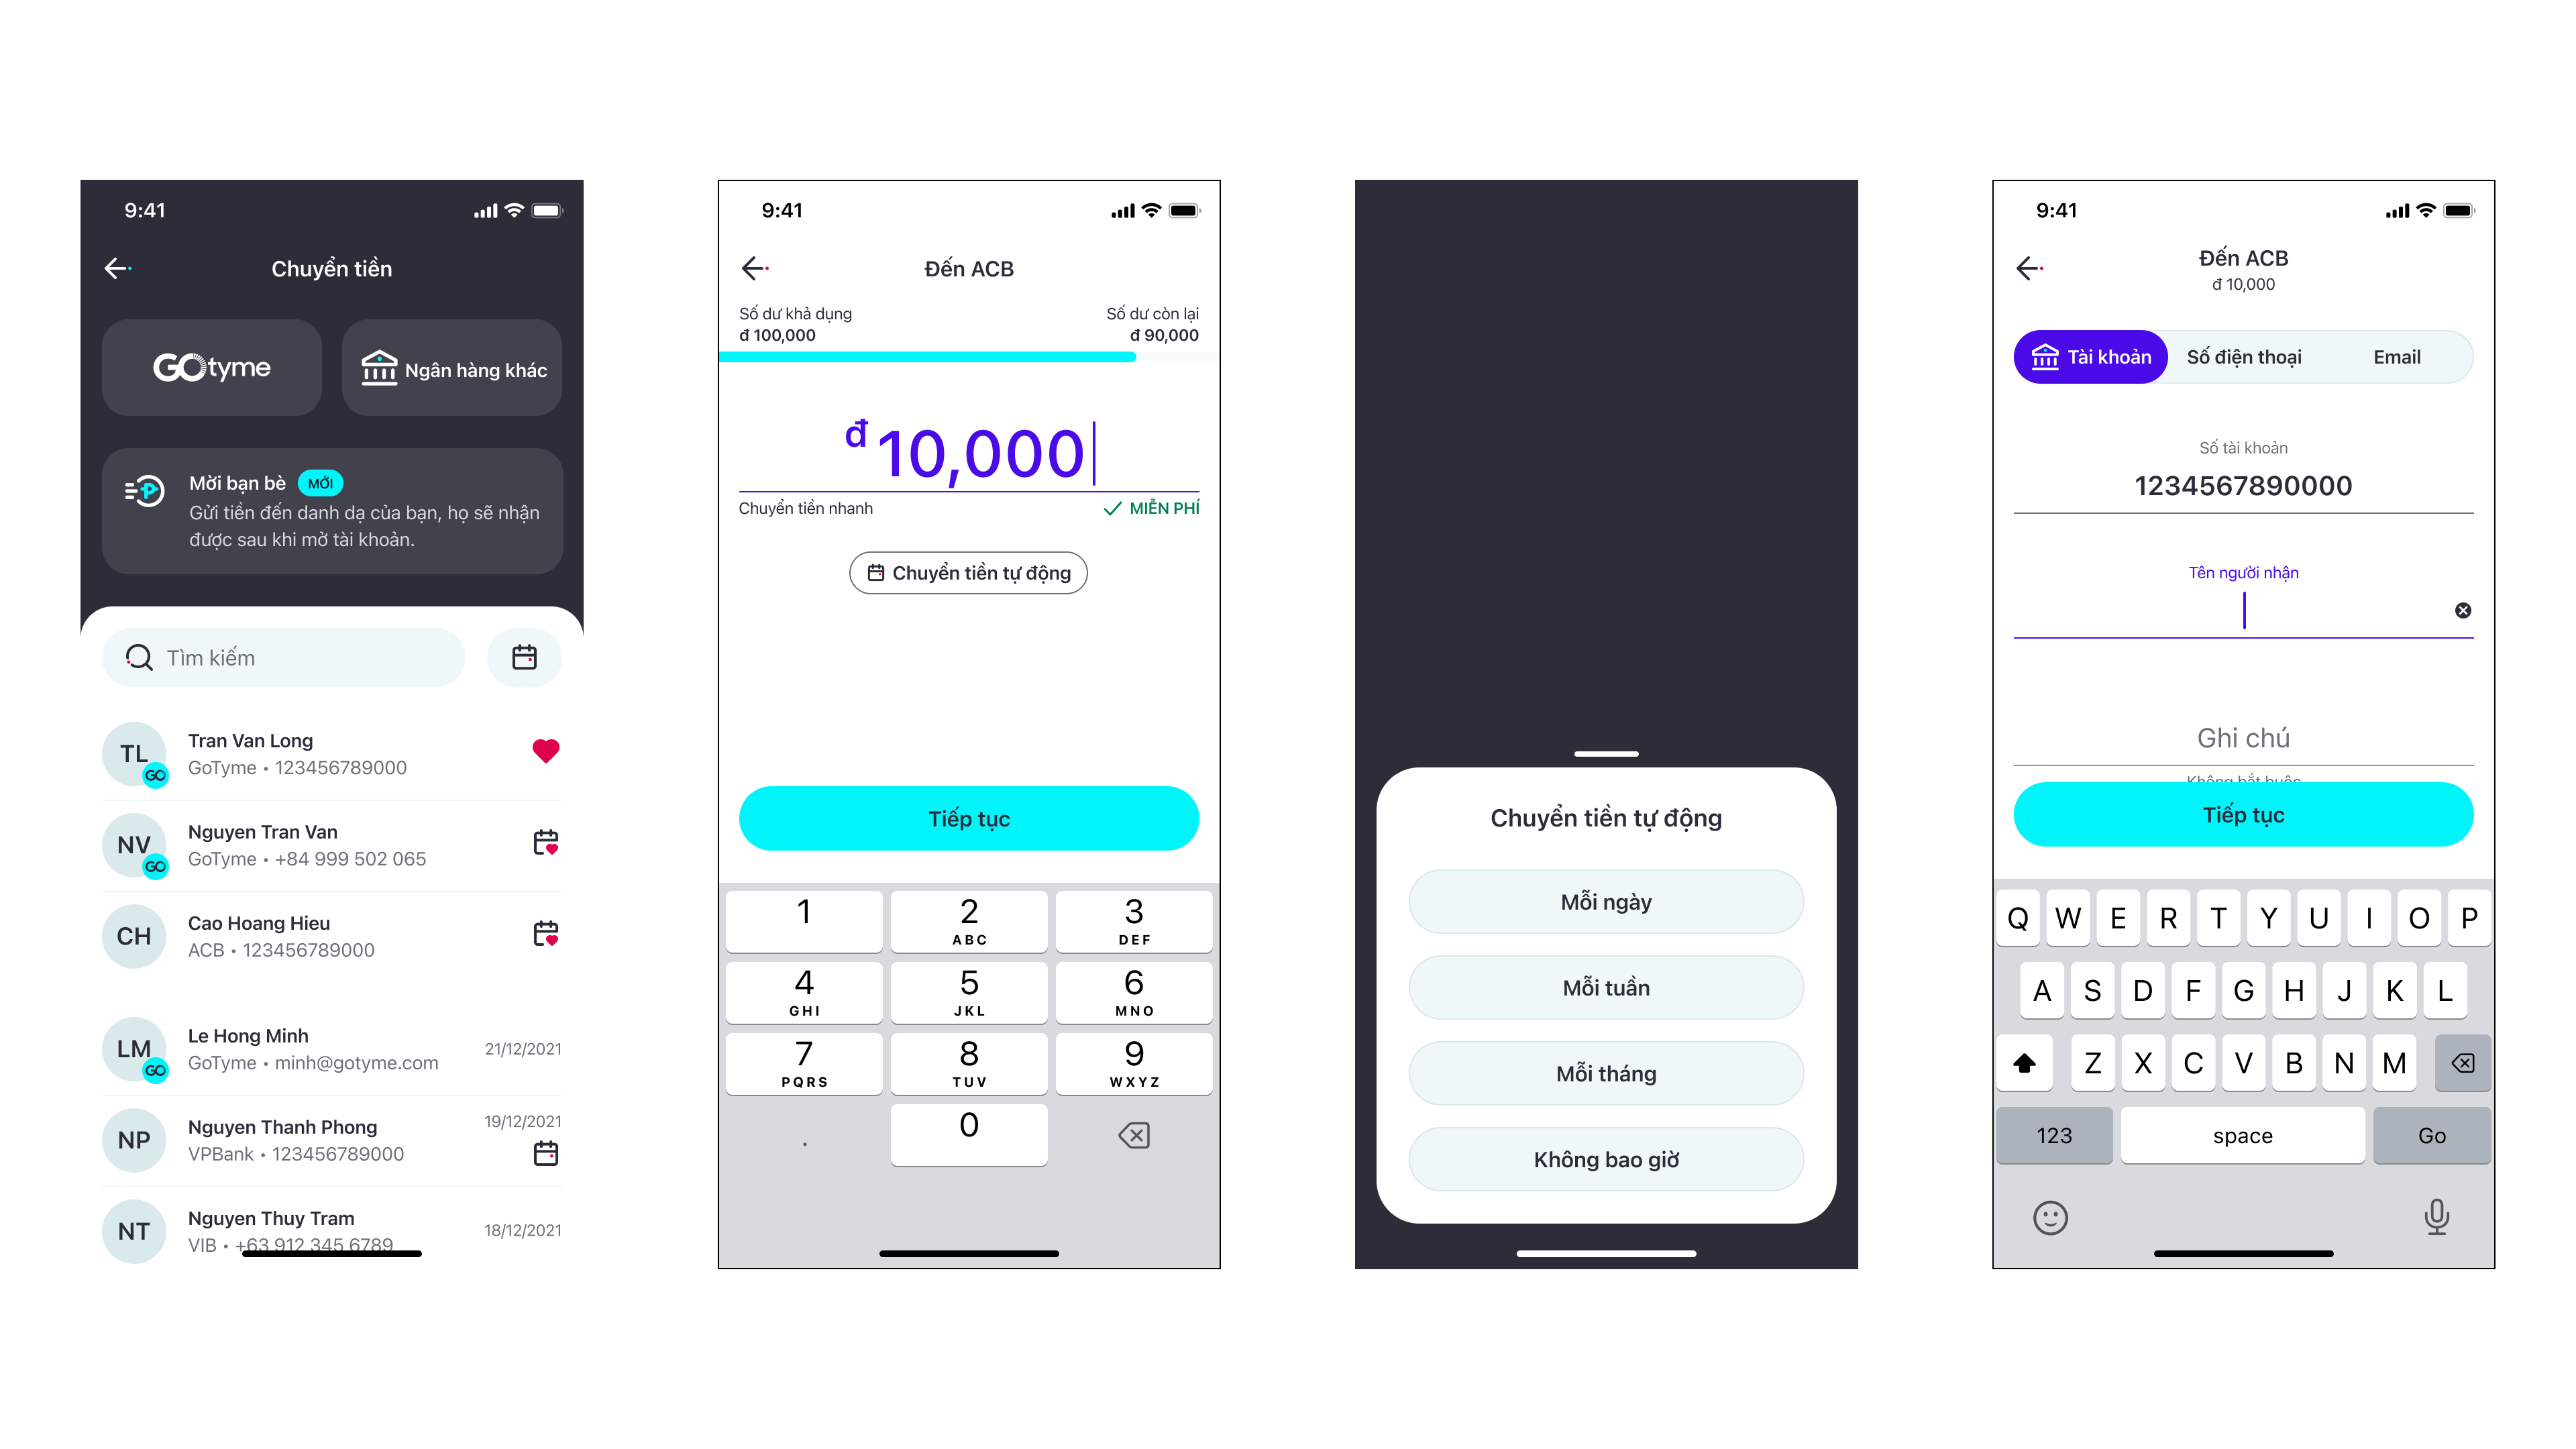 9:41
Chuyển tiền
GOtyme
Ngân hàng khác
Mời bạn bè MỚI
Gửi tiền đến danh dạ của bạn, họ sẽ nhận
được sau khi mở tài khoản.
Tìm kiếm
TL GO
Tran Van Long
GoTyme • 123456789000
NV GO
Nguyen Tran Van
GoTyme • +84 999 502 065
CH
Cao Hoang Hieu
ACB • 123456789000
LM GO
Le Hong Minh
GoTyme • minh@gotyme.com
21/12/2021
NP
Nguyen Thanh Phong
VPBank • 123456789000
19/12/2021
NT
Nguyen Thuy Tram
VIB • +63 912 345 6789
18/12/2021
9:41
Đến ACB
Số dư khả dụng
đ 100,000
Số dư còn lại
đ 90,000
đ 10,000
Chuyển tiền nhanh
MIỄN PHÍ
Chuyển tiền tự động
Tiếp tục
1 2 3
ABC DEF
4 5 6
GHI JKL MNO
7 8 9
PQRS TUV WXYZ
. 0
Chuyển tiền tự động
Mỗi ngày
Mỗi tuần
Mỗi tháng
Không bao giờ
9:41
Đến ACB
đ 10,000
Tài khoản Số điện thoại Email
Số tài khoản
1234567890000
Tên người nhận
Ghi chú
Không bắt buộc
Tiếp tục
Q W E R T Y U I O P
A S D F G H J K L
Z X C V B N M
123 space Go